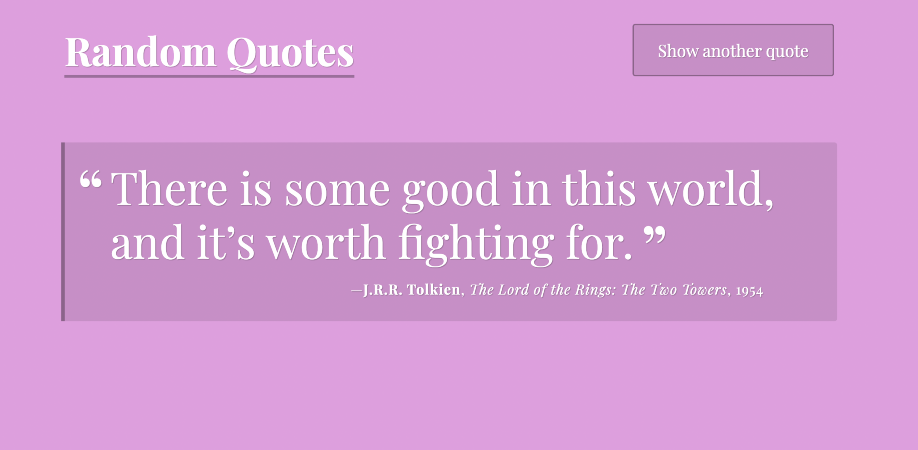 Random Quotes
Show another quote
“ There is some good in this world,
and it’s worth fighting for. ”
—J.R.R. Tolkien, The Lord of the Rings: The Two Towers, 1954